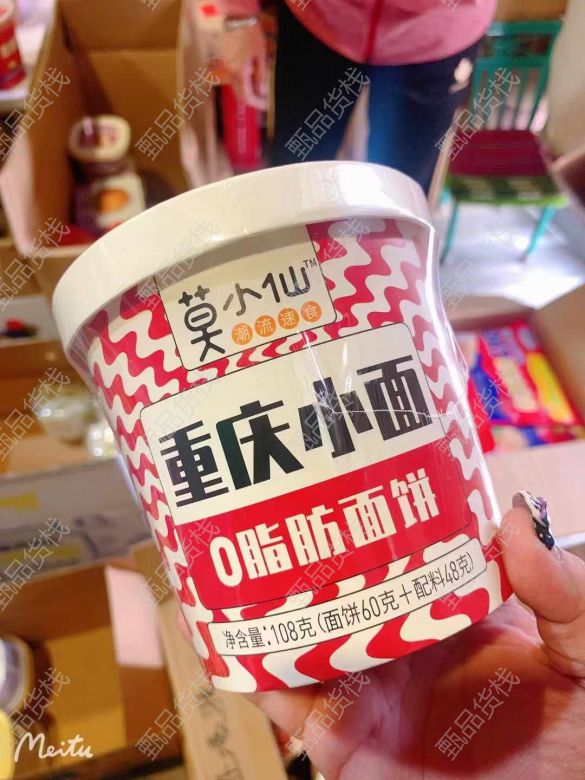 莫小仙™
潮流速食
重庆小面
0脂肪面饼
净含量:108克(面饼60克+配料48克)
Meitu
甄品货栈